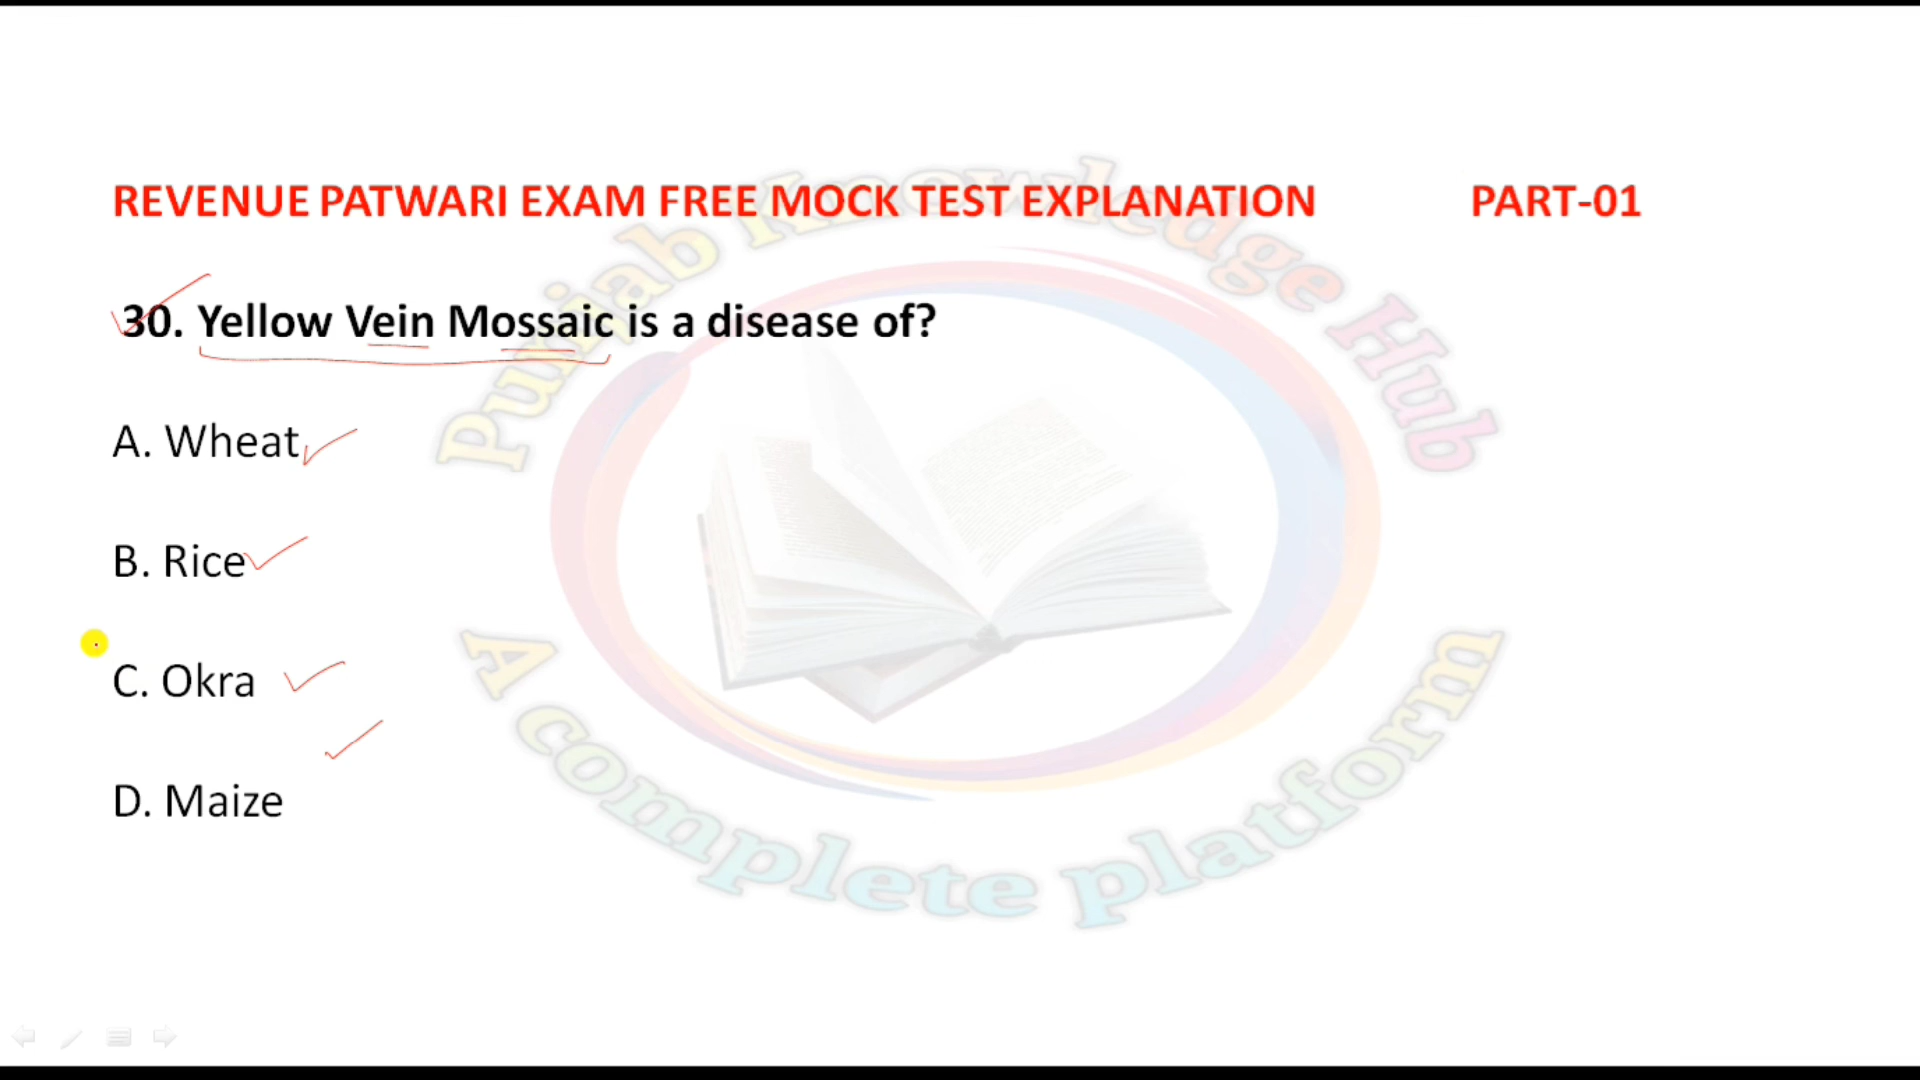 REVENUE PATWARI EXAM FREE MOCK TEST EXPLANATION PART-01
30. Yellow Vein Mossaic is a disease of?
A. Wheat
B. Rice
C. Okra
D. Maize
Punjab Knowledge Hub
A complete platform